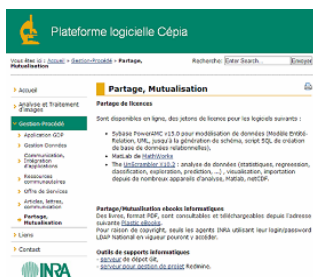 Plateforme logicielle Cépia
Vous êtes ici : Accueil » Gestion-Procédé » Partage, Mutualisation
Recherche: Enter Search... Envoyer
Accueil
Analyse et Traitement d'images
Gestion-Procédé
Application GDP
Gestion Données
Communication, Intégration d'applications
Ressources communautaires
Offre de Services
Articles, lettres, communication
Partage, Mutualisation
Liens
Contact
INRA
Partage, Mutualisation
Partage de licences
Sont disponibles en ligne, des jetons de licence pour les logiciels suivants :
Sybase PowerAMC v15.0 pour modélisation de données (Modèle Entité-
Relation, UML, jusqu'à la génération de schéma, script SQL de création
de base de données relationnelles).
MatLab de MathWorks
The UnScrambler V10.2 : analyse de données (statistiques, regression,
classification, exploration, prediction, ...) , visualisation, importation
depuis de nombreux appareils d'analyse, Matlab, netCDF.
Partage/Mutualisation ebooks informatiques
Des livres, format PDF, sont consultables et téléchargeables depuis l'adresse
suivante
Pour raison de copyright, seuls les agents INRA utilisant leur login/password
LDAP National en vigueur pourront y accéder.
Outils de supports informatiques
- serveur de dépot Git,
- serveur pour gestion de projet Redmine.